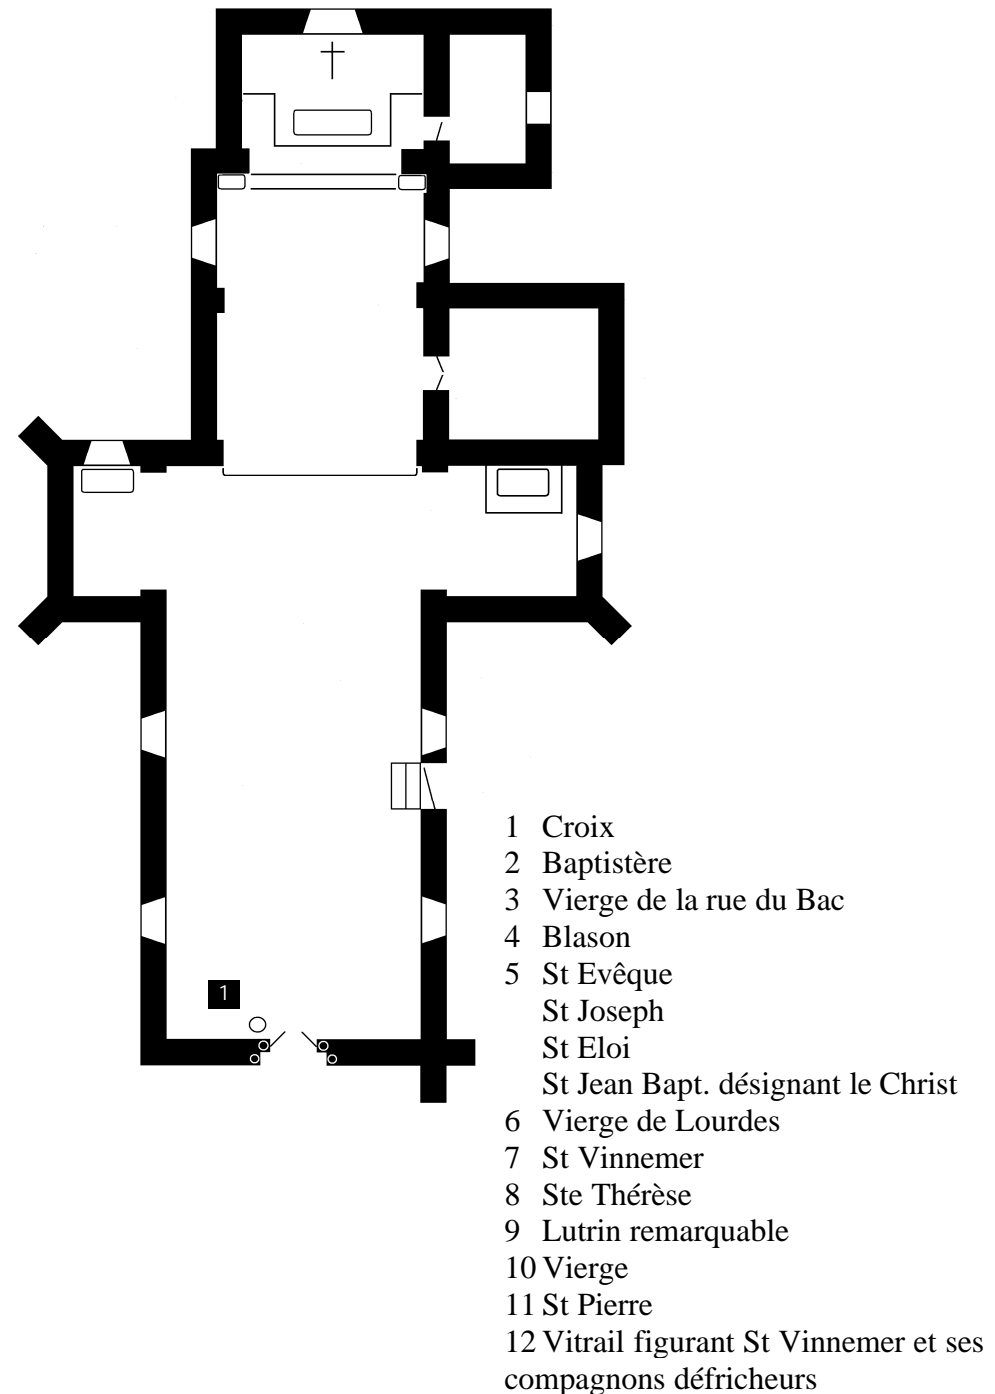 1
1 Croix
2 Baptistère
3 Vierge de la rue du Bac
4 Blason
5 St Evêque
St Joseph
St Eloi
St Jean Bapt. désignant le Christ
6 Vierge de Lourdes
7 St Vinnemer
8 Ste Thérèse
9 Lutrin remarquable
10 Vierge
11 St Pierre
12 Vitrail figurant St Vinnemer et ses
compagnons défricheurs